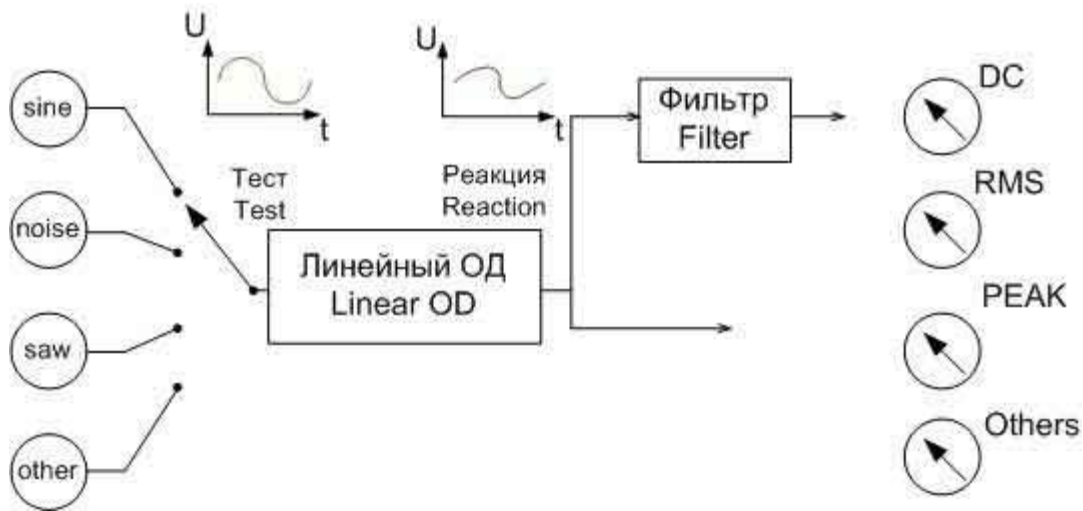 sine
noise
saw
other
U
t
Тест
Test
U
t
Реакция
Reaction
Линейный ОД
Linear OD
Фильтр
Filter
DC
RMS
PEAK
Others